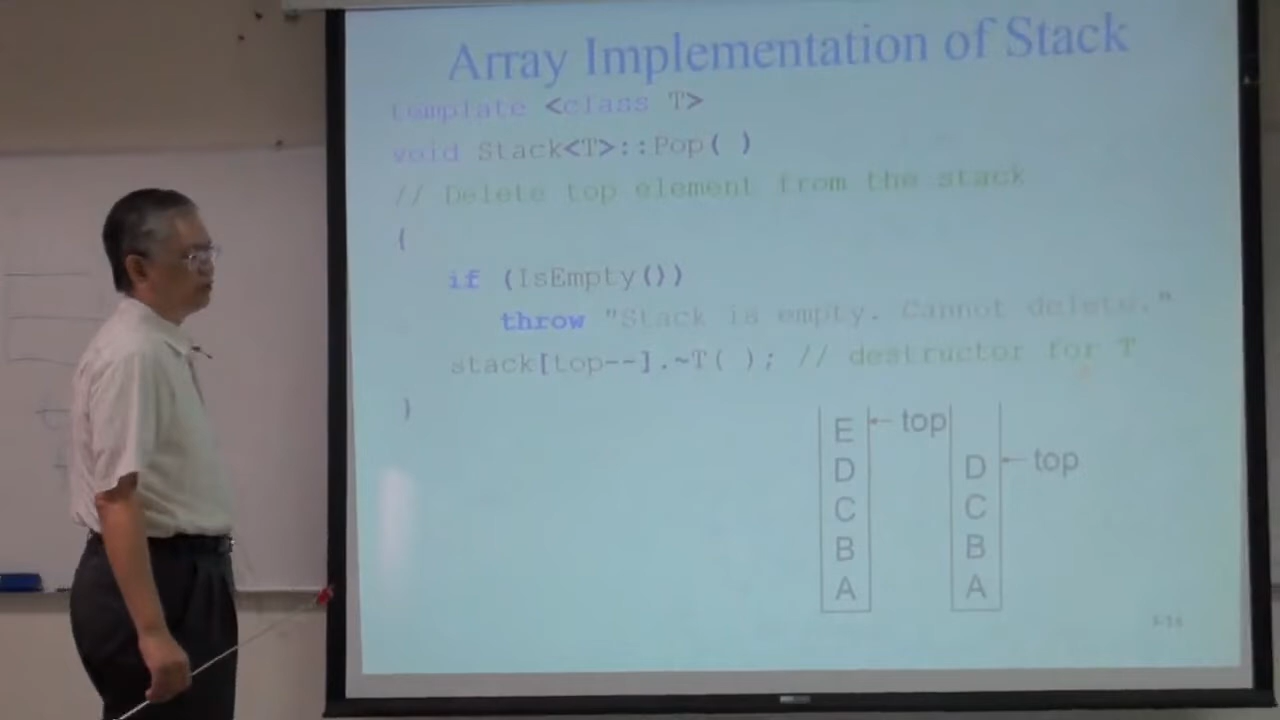 Array Implementation of Stack
template <class T>
void Stack<T>::Pop( )
// Delete top element from the stack
{
if (IsEmpty())
throw "Stack is empty. Cannot delete."
stack[top--].~T( ); // destructor for T
}
E ← top
D D ← top
C C
B B
A A